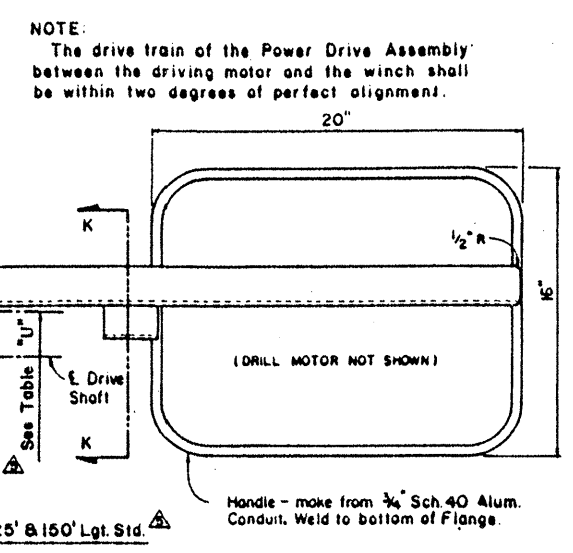 NOTE:
The drive train of the Power Drive Assembly
between the driving motor and the winch shall
be within two degrees of perfect alignment.
20"
K
1/2" R
16"
"U"
See Table
(DRILL MOTOR NOT SHOWN)
℄ Drive
Shaft
K
Handle - make from 3/4" Sch. 40 Alum.
Conduit. Weld to bottom of Flange.
5' & 150' Lgt. Std.